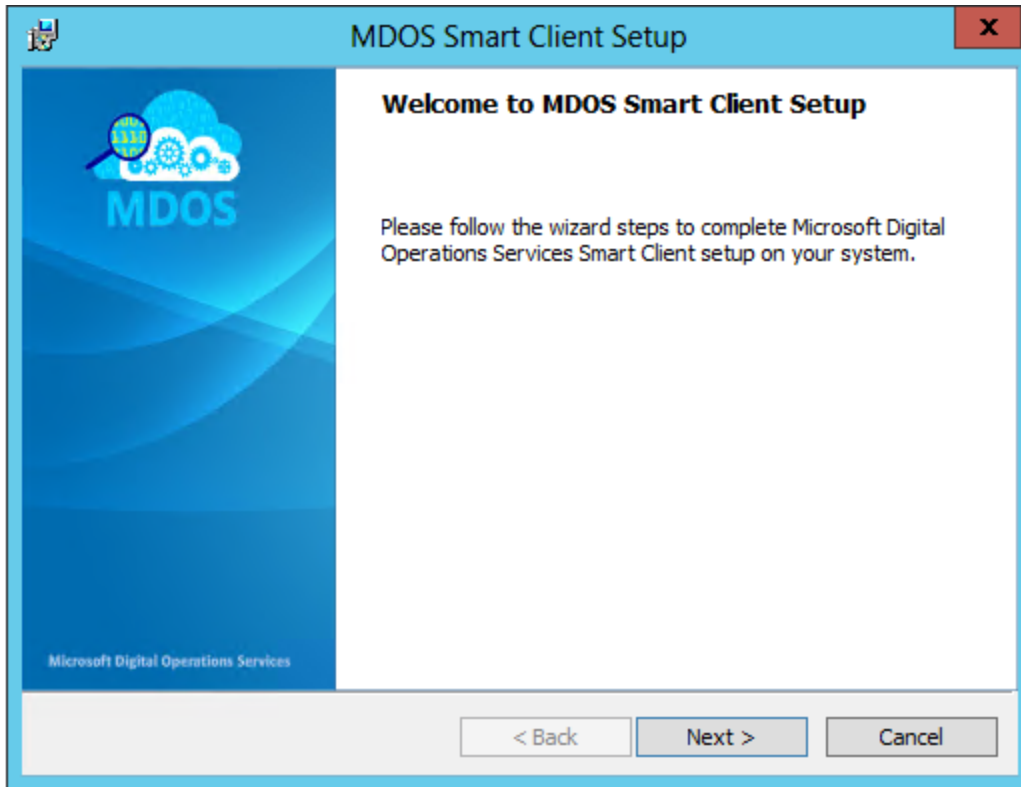 MDOS Smart Client Setup
X
Welcome to MDOS Smart Client Setup
MDOS
Please follow the wizard steps to complete Microsoft Digital
Operations Services Smart Client setup on your system.
Microsoft Digital Operations Services
< Back
Next >
Cancel